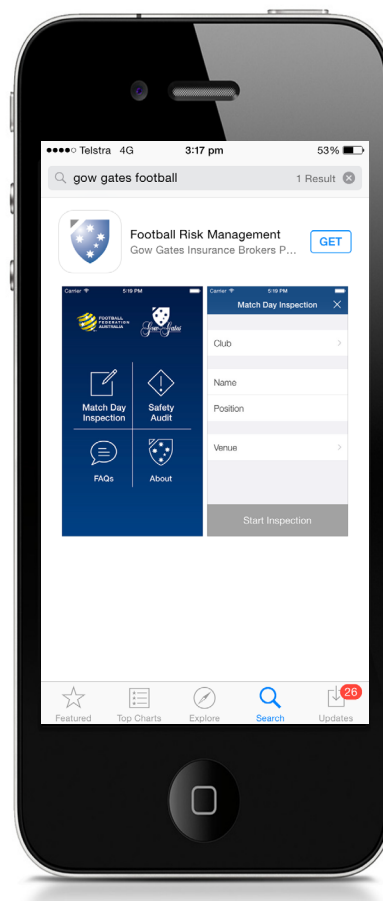 Telstra 4G 3:17 pm 53%
gow gates football 1 Result
Football Risk Management
Gow Gates Insurance Brokers P...
GET
Carrier 5:19 PM
FOOTBALL
FEDERATION
AUSTRALIA
Gow-Gates
Match Day
Inspection
Safety
Audit
FAQs
About
Carrier 5:19 PM
Match Day Inspection
Club
Name
Position
Venue
Start Inspection
Featured
Top Charts
Explore
Search
26
Updates